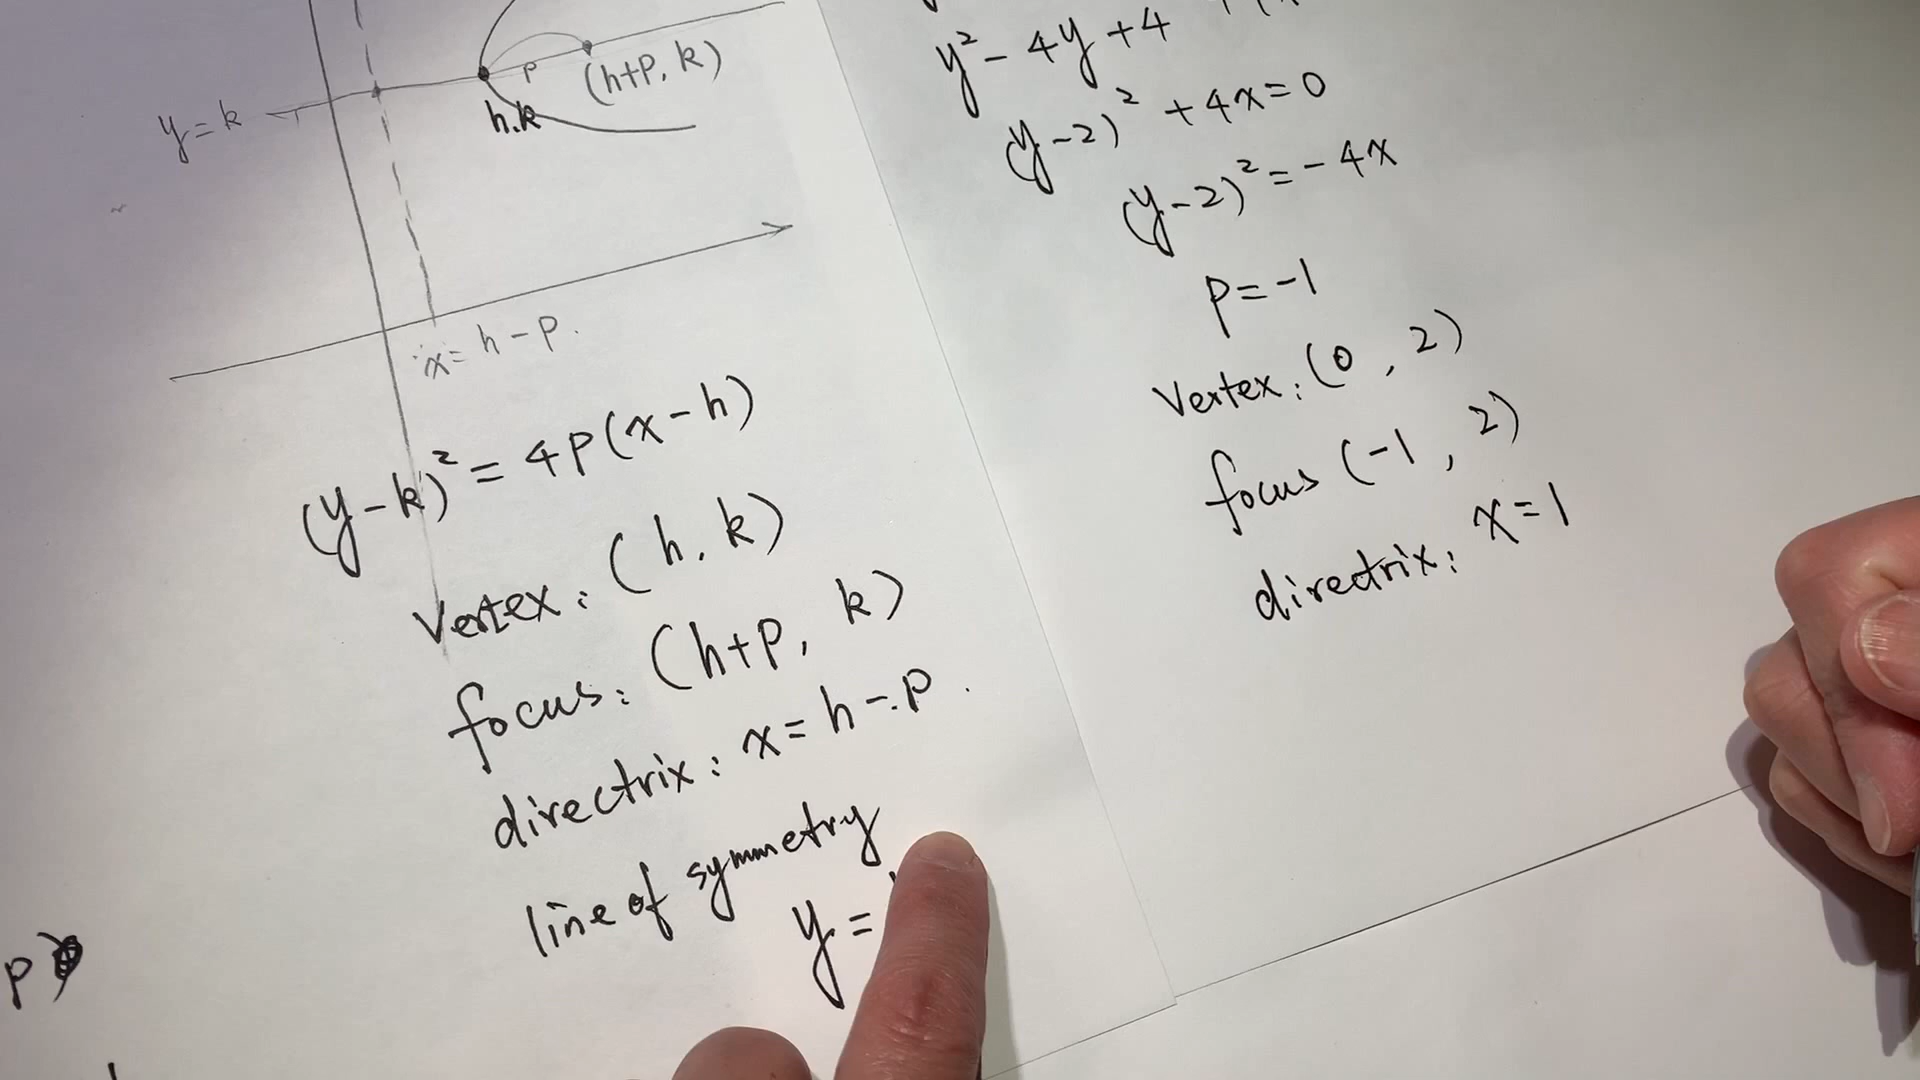 (h+p, k)
p
y=k
h.k
x=h-p.
(y-k)²=4p(x-h)
Vertex: (h.k)
focus: (h+p, k)
directrix: x=h-p.
line of symmetry
y=
p
y²-4y+4
(y-2)²+4x=0
(y-2)²=-4x
p=-1
Vertex: (0, 2)
focus (-1, 2)
directrix: x=1